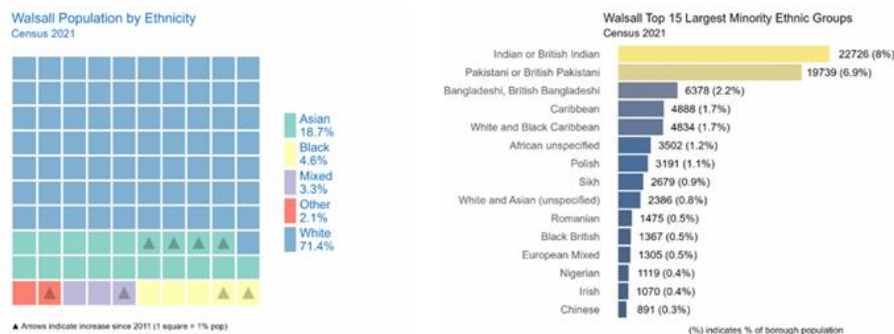 Walsall Population by Ethnicity
Census 2021
Asian
18.7%
Black
4.6%
Mixed
3.3%
Other
2.1%
White
71.4%
▲ Arrows indicate increase since 2011 (1 square = 1% pop)
Walsall Top 15 Largest Minority Ethnic Groups
Census 2021
Indian or British Indian 22726 (8%)
Pakistani or British Pakistani 19739 (6.9%)
Bangladeshi, British Bangladeshi 6378 (2.2%)
Caribbean 4888 (1.7%)
White and Black Caribbean 4834 (1.7%)
African unspecified 3502 (1.2%)
Polish 3191 (1.1%)
Sikh 2679 (0.9%)
White and Asian (unspecified) 2386 (0.8%)
Romanian 1475 (0.5%)
Black British 1367 (0.5%)
European Mixed 1305 (0.5%)
Nigerian 1119 (0.4%)
Irish 1070 (0.4%)
Chinese 891 (0.3%)
(%) indicates % of borough population